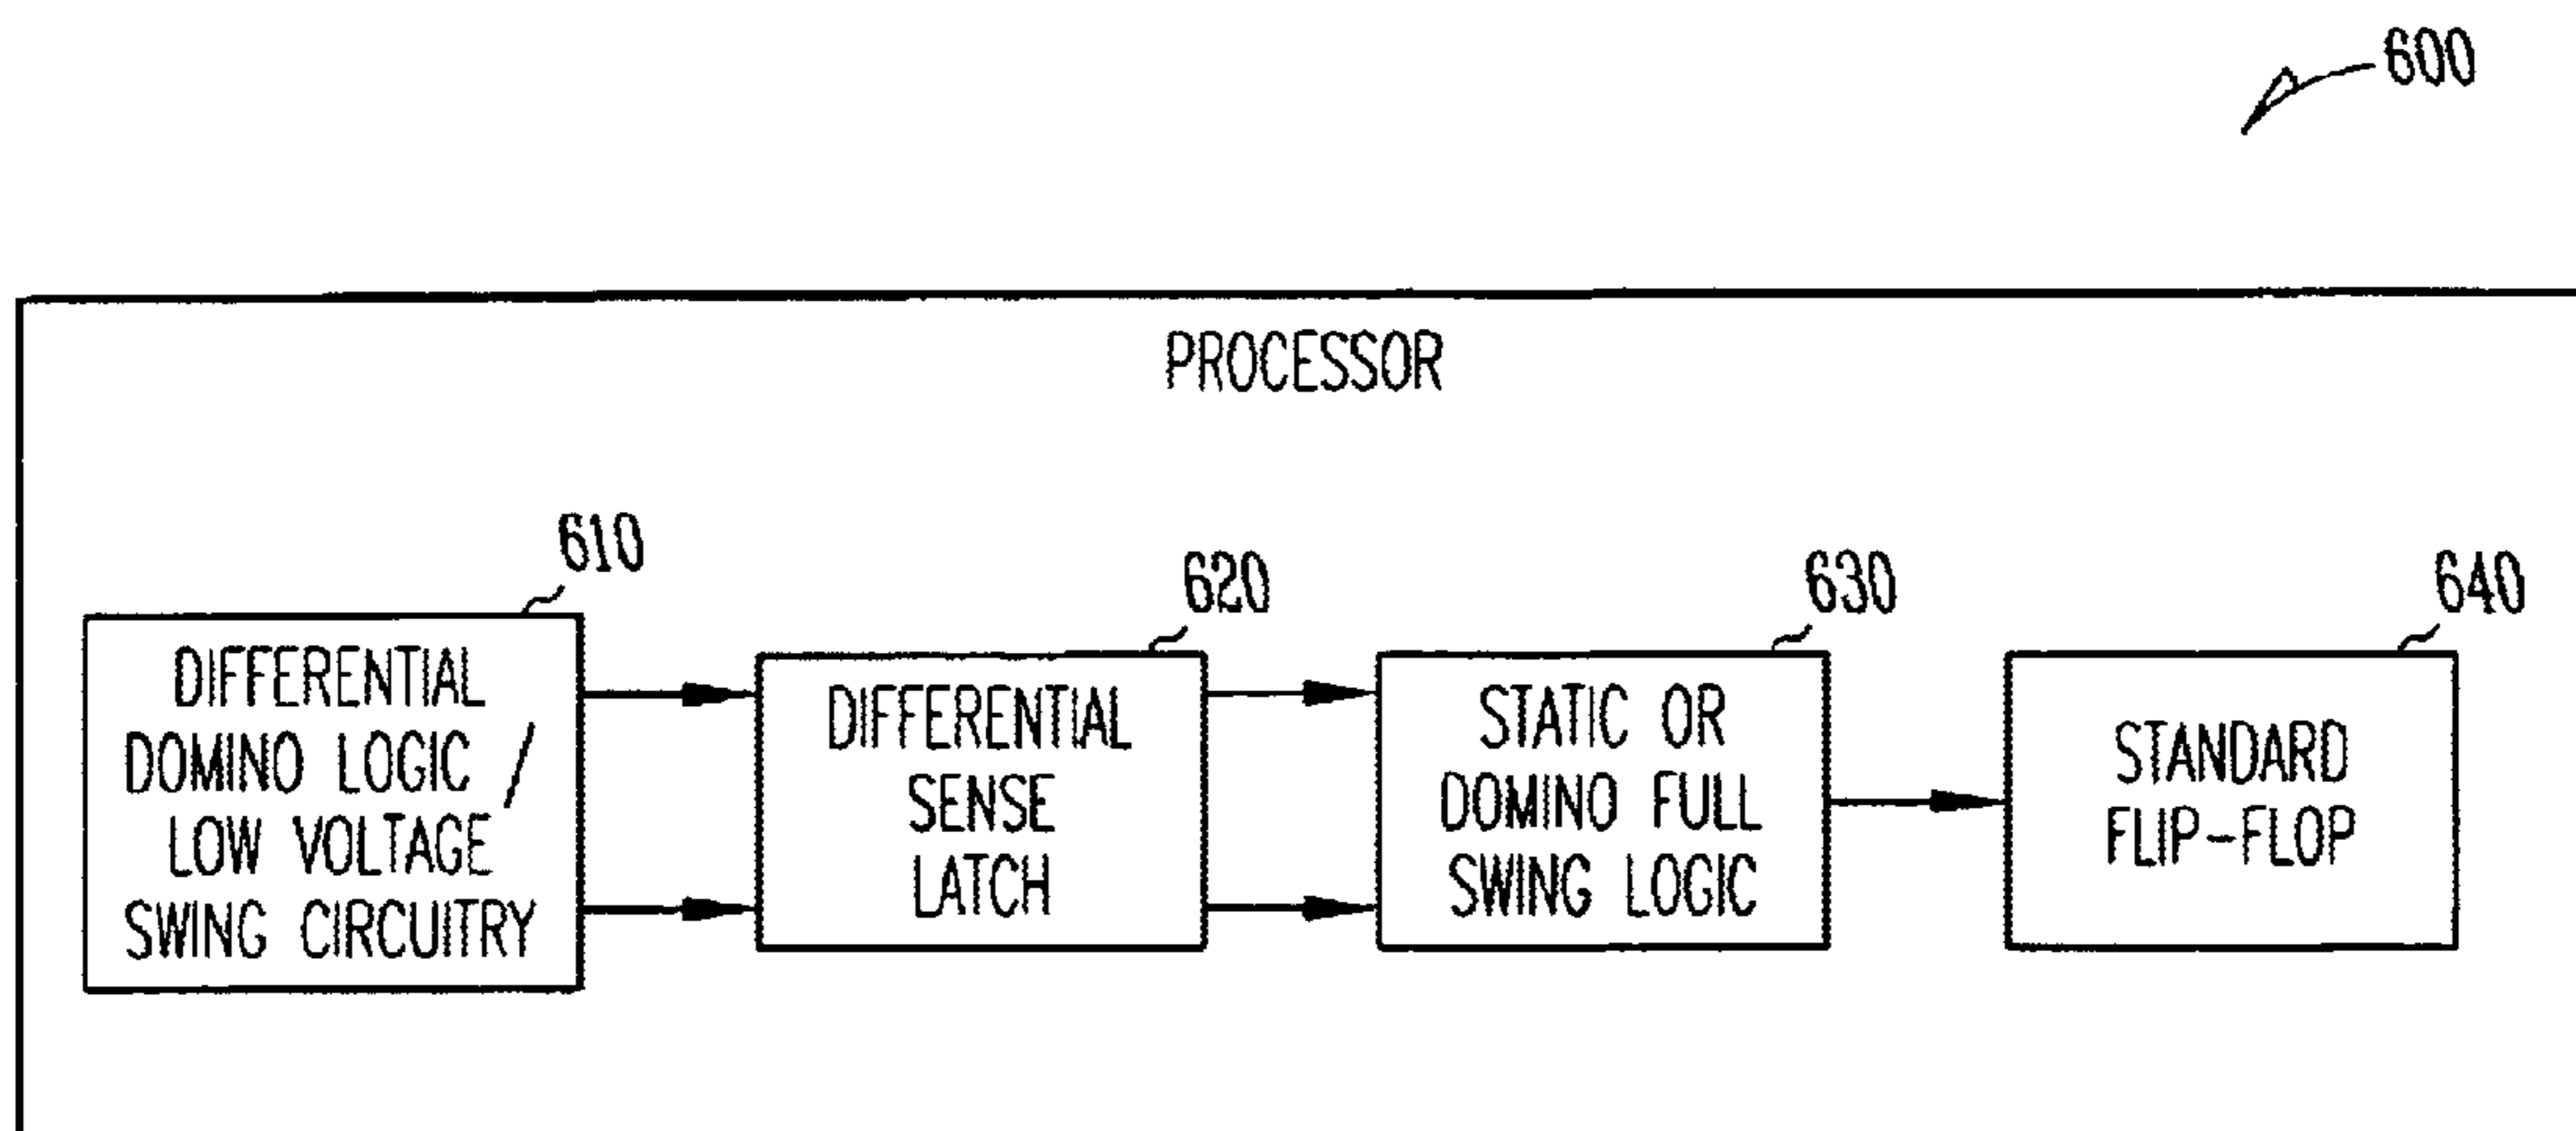 600
PROCESSOR
610
DIFFERENTIAL
DOMINO LOGIC /
LOW VOLTAGE
SWING CIRCUITRY
620
DIFFERENTIAL
SENSE
LATCH
630
STATIC OR
DOMINO FULL
SWING LOGIC
640
STANDARD
FLIP-FLOP